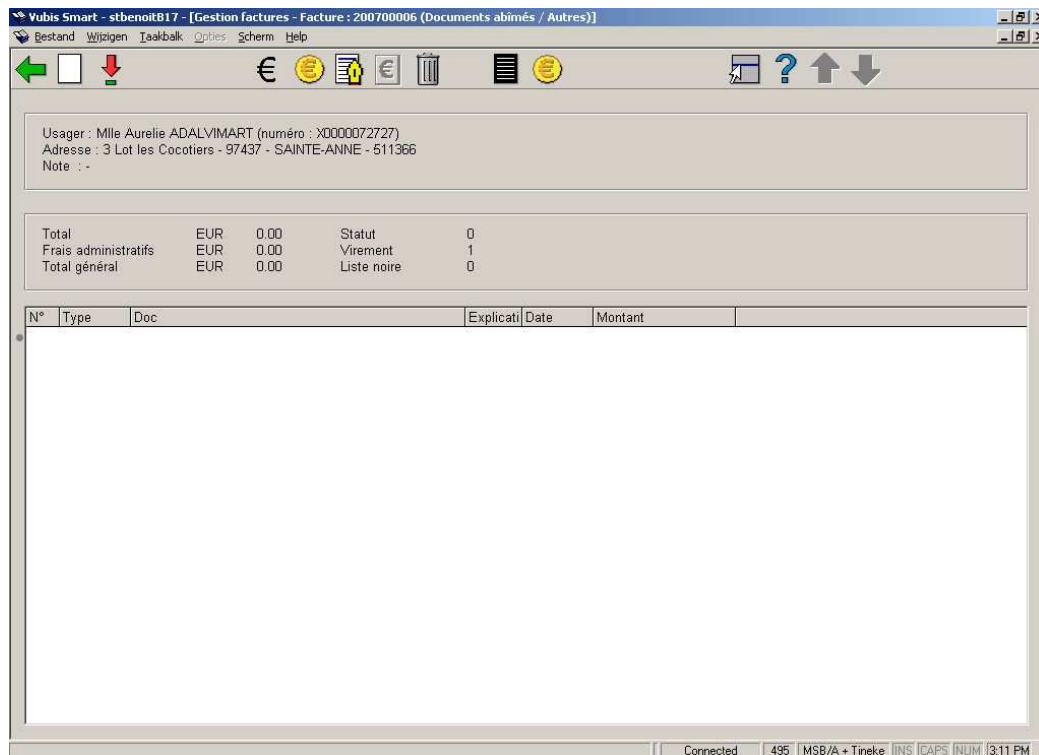 Vubis Smart - stbenoitB17 - [Gestion factures - Facture : 200700006 (Documents abîmés / Autres)]
Bestand Wijzigen Taakbalk Opties Scherm Help
€ € € ?
Usager : Mlle Aurelie ADALVIMART (numéro : X0000072727)
Adresse : 3 Lot les Cocotiers - 97437 - SAINTE-ANNE - 511366
Note : -
Total EUR 0.00 Statut 0
Frais administratifs EUR 0.00 Virement 1
Total général EUR 0.00 Liste noire 0
N° Type Doc Explicati Date Montant
Connected 495 MSB/A + Tineke INS CAPS NUM 3:11 PM